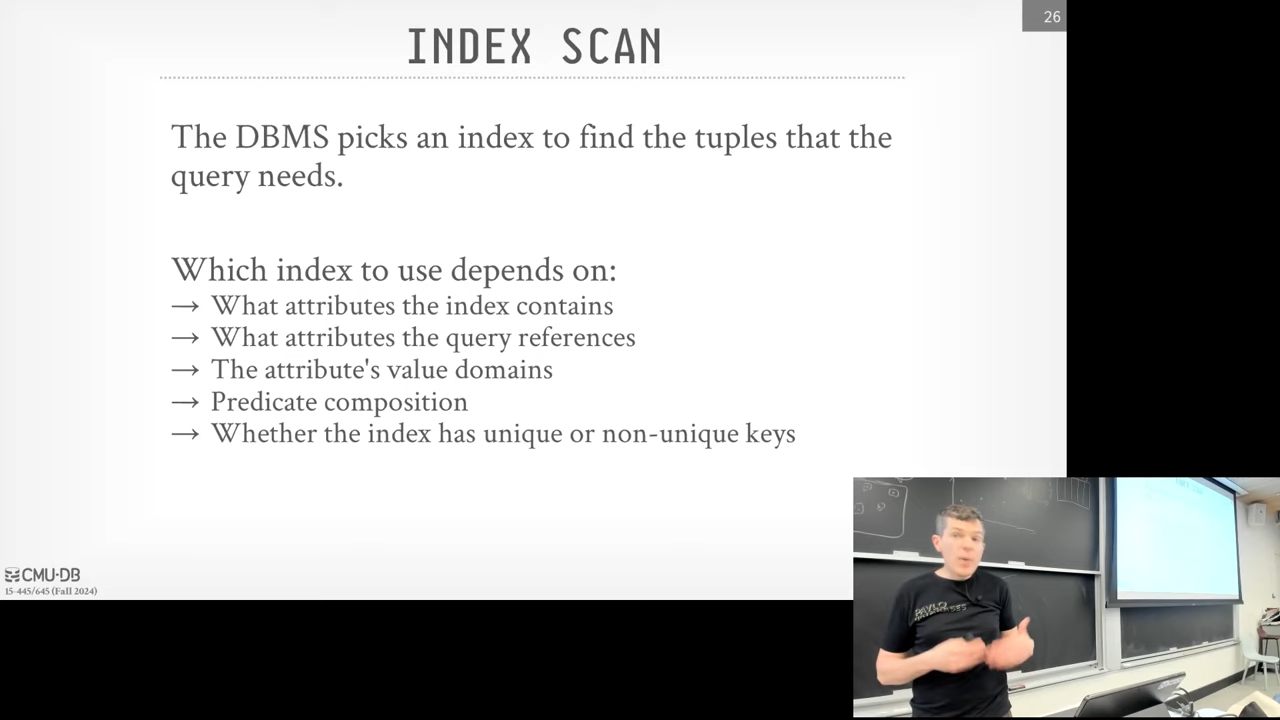 26
INDEX SCAN
The DBMS picks an index to find the tuples that the
query needs.
Which index to use depends on:
→ What attributes the index contains
→ What attributes the query references
→ The attribute's value domains
→ Predicate composition
→ Whether the index has unique or non-unique keys
CMU·DB
15-445/645 (Fall 2024)
PAVLO